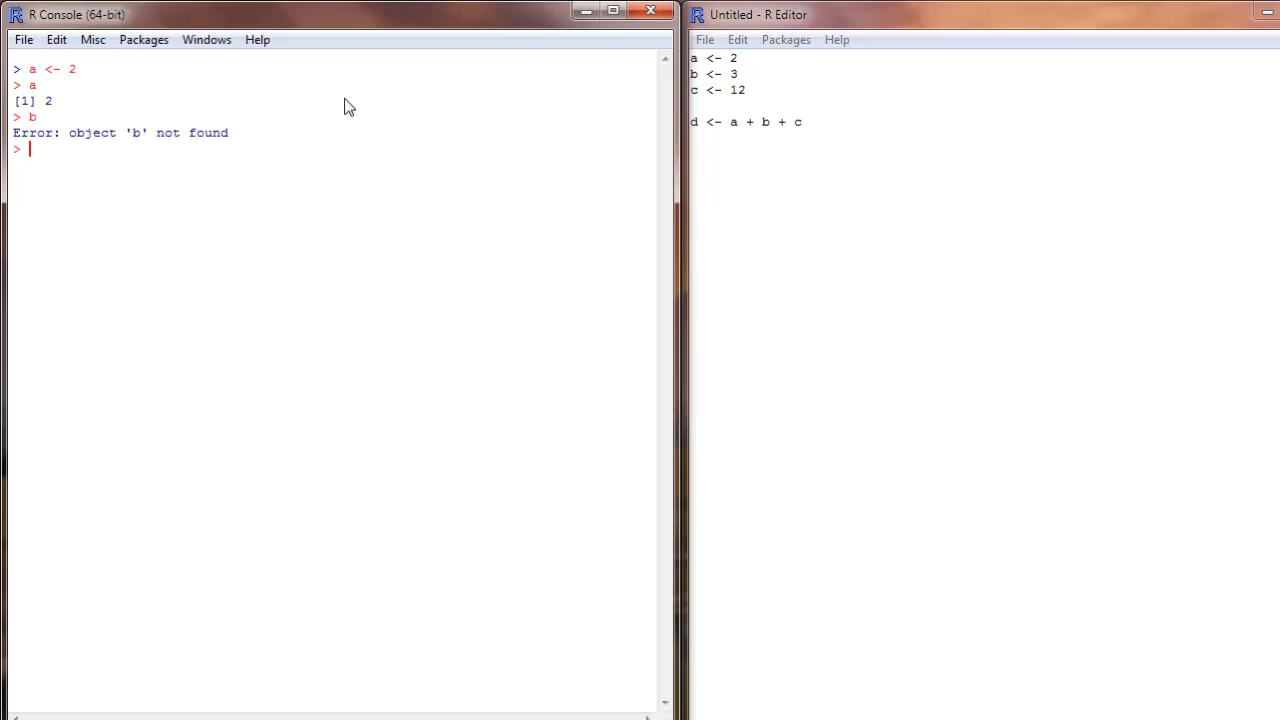 R Console (64-bit)
File Edit Misc Packages Windows Help
> a <- 2
> a
[1] 2
> b
Error: object 'b' not found
>
Untitled - R Editor
File Edit Packages Help
a <- 2
b <- 3
c <- 12
d <- a + b + c